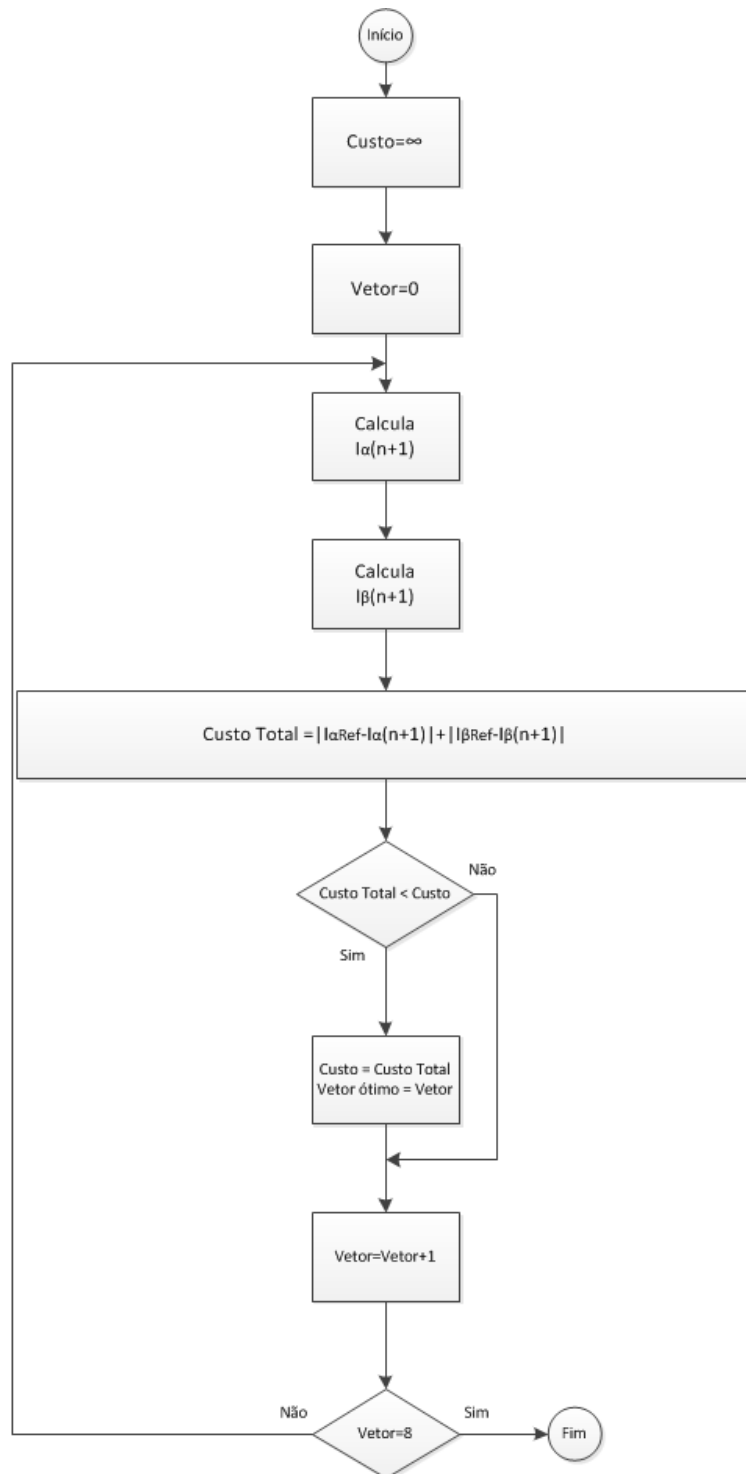 Início
Custo=∞
Vetor=0
Calcula
Iα(n+1)
Calcula
Iβ(n+1)
Custo Total =|IαRef-Iα(n+1)|+|IβRef-Iβ(n+1)|
Custo Total < Custo
Não
Sim
Custo = Custo Total
Vetor ótimo = Vetor
Vetor=Vetor+1
Não
Vetor=8
Sim
Fim